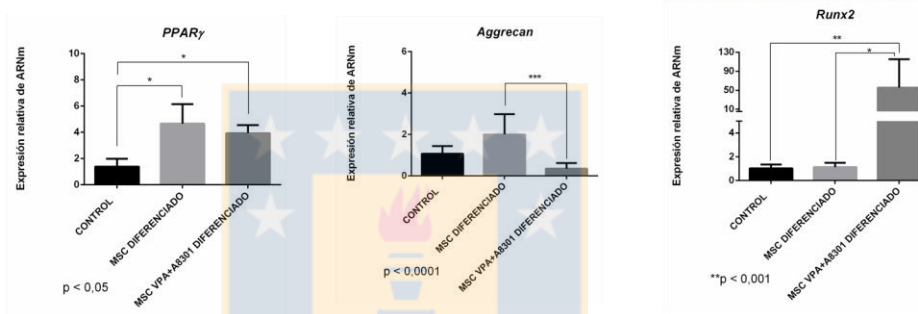 PPARγ
Expresión relativa de ARNm
10
8
6
4
2
0
*
*
CONTROL
MSC DIFERENCIADO
MSC VPA+A8301 DIFERENCIADO
p < 0,05
Aggrecan
Expresión relativa de ARNm
6
4
2
0
***
CONTROL
MSC DIFERENCIADO
MSC VPA+A8301 DIFERENCIADO
p < 0,0001
Runx2
Expresión relativa de ARNm
130
90
50
10
4
2
0
**
*
CONTROL
MSC DIFERENCIADO
MSC VPA+A8301 DIFERENCIADO
**p < 0,001